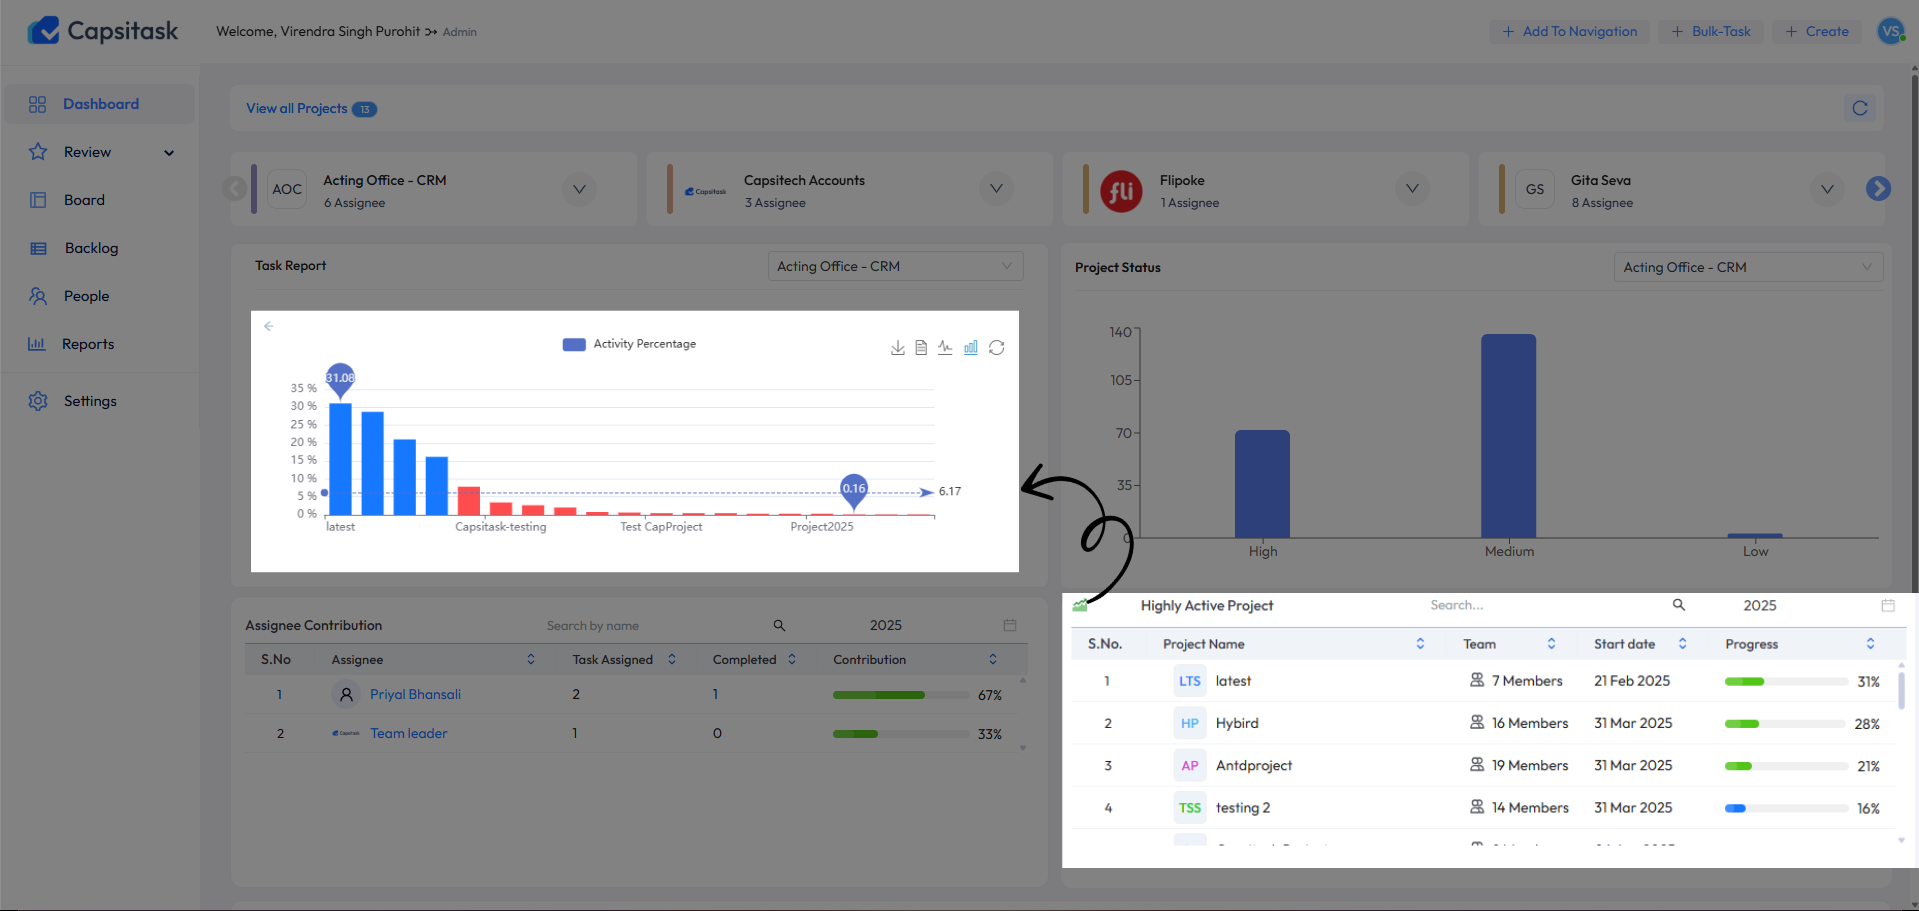 Capsitask
Welcome, Virendra Singh Purohit Admin
Add To Navigation
Bulk-Task
Create
VS
Dashboard
Review
Board
Backlog
People
Reports
Settings
View all Projects 13
AOC
Acting Office - CRM
6 Assignee
Capsitask
Capsitech Accounts
3 Assignee
fli
Flipoke
1 Assignee
GS
Gita Seva
8 Assignee
Task Report
Acting Office - CRM
Activity Percentage
31.08
35 %
30 %
25 %
20 %
15 %
10 %
5 %
0 %
0.16
6.17
latest
Capsitask-testing
Test CapProject
Project2025
Project Status
Acting Office - CRM
140
105
70
35
0
High
Medium
Low
Assignee Contribution
Search by name
2025
S.No Assignee Task Assigned Completed Contribution
1 Priyal Bhansali 2 1 67%
2 Capsitask Team leader 1 0 33%
Highly Active Project
Search...
2025
S.No. Project Name Team Start date Progress
1 LTS latest 7 Members 21 Feb 2025 31%
2 HP Hybird 16 Members 31 Mar 2025 28%
3 AP Antdproject 19 Members 31 Mar 2025 21%
4 TSS testing 2 14 Members 31 Mar 2025 16%